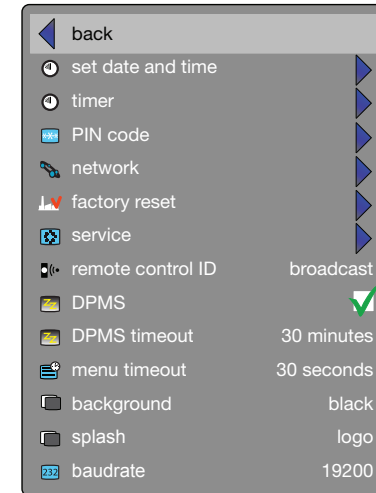 back
set date and time
timer
PIN code
network
factory reset
service
remote control ID broadcast
DPMS
DPMS timeout 30 minutes
menu timeout 30 seconds
background black
splash logo
232 baudrate 19200